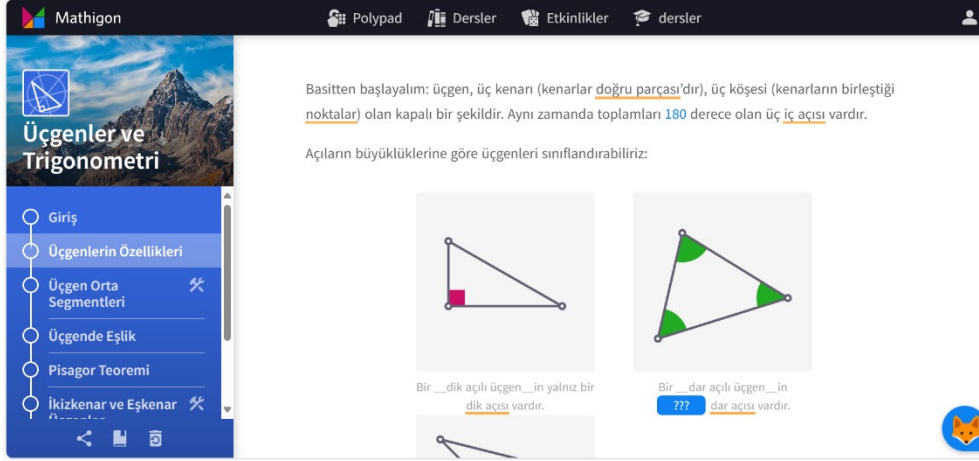 Mathigon
Polypad
Dersler
Etkinlikler
dersler
Üçgenler ve
Trigonometri
Giriş
Üçgenlerin Özellikleri
Üçgen Orta
Segmentleri
Üçgende Eşlik
Pisagor Teoremi
İkizkenar ve Eşkenar
Basitten başlayalım: üçgen, üç kenarı (kenarlar doğru parçası'dır), üç köşesi (kenarların birleştiği
noktalar) olan kapalı bir şekildir. Aynı zamanda toplamları 180 derece olan üç iç açısı vardır.
Açıların büyüklüklerine göre üçgenleri sınıflandırabiliriz:
Bir __dik açılı üçgen__in yalnız bir
dik açısı vardır.
Bir __dar açılı üçgen__in
??? dar açısı vardır.